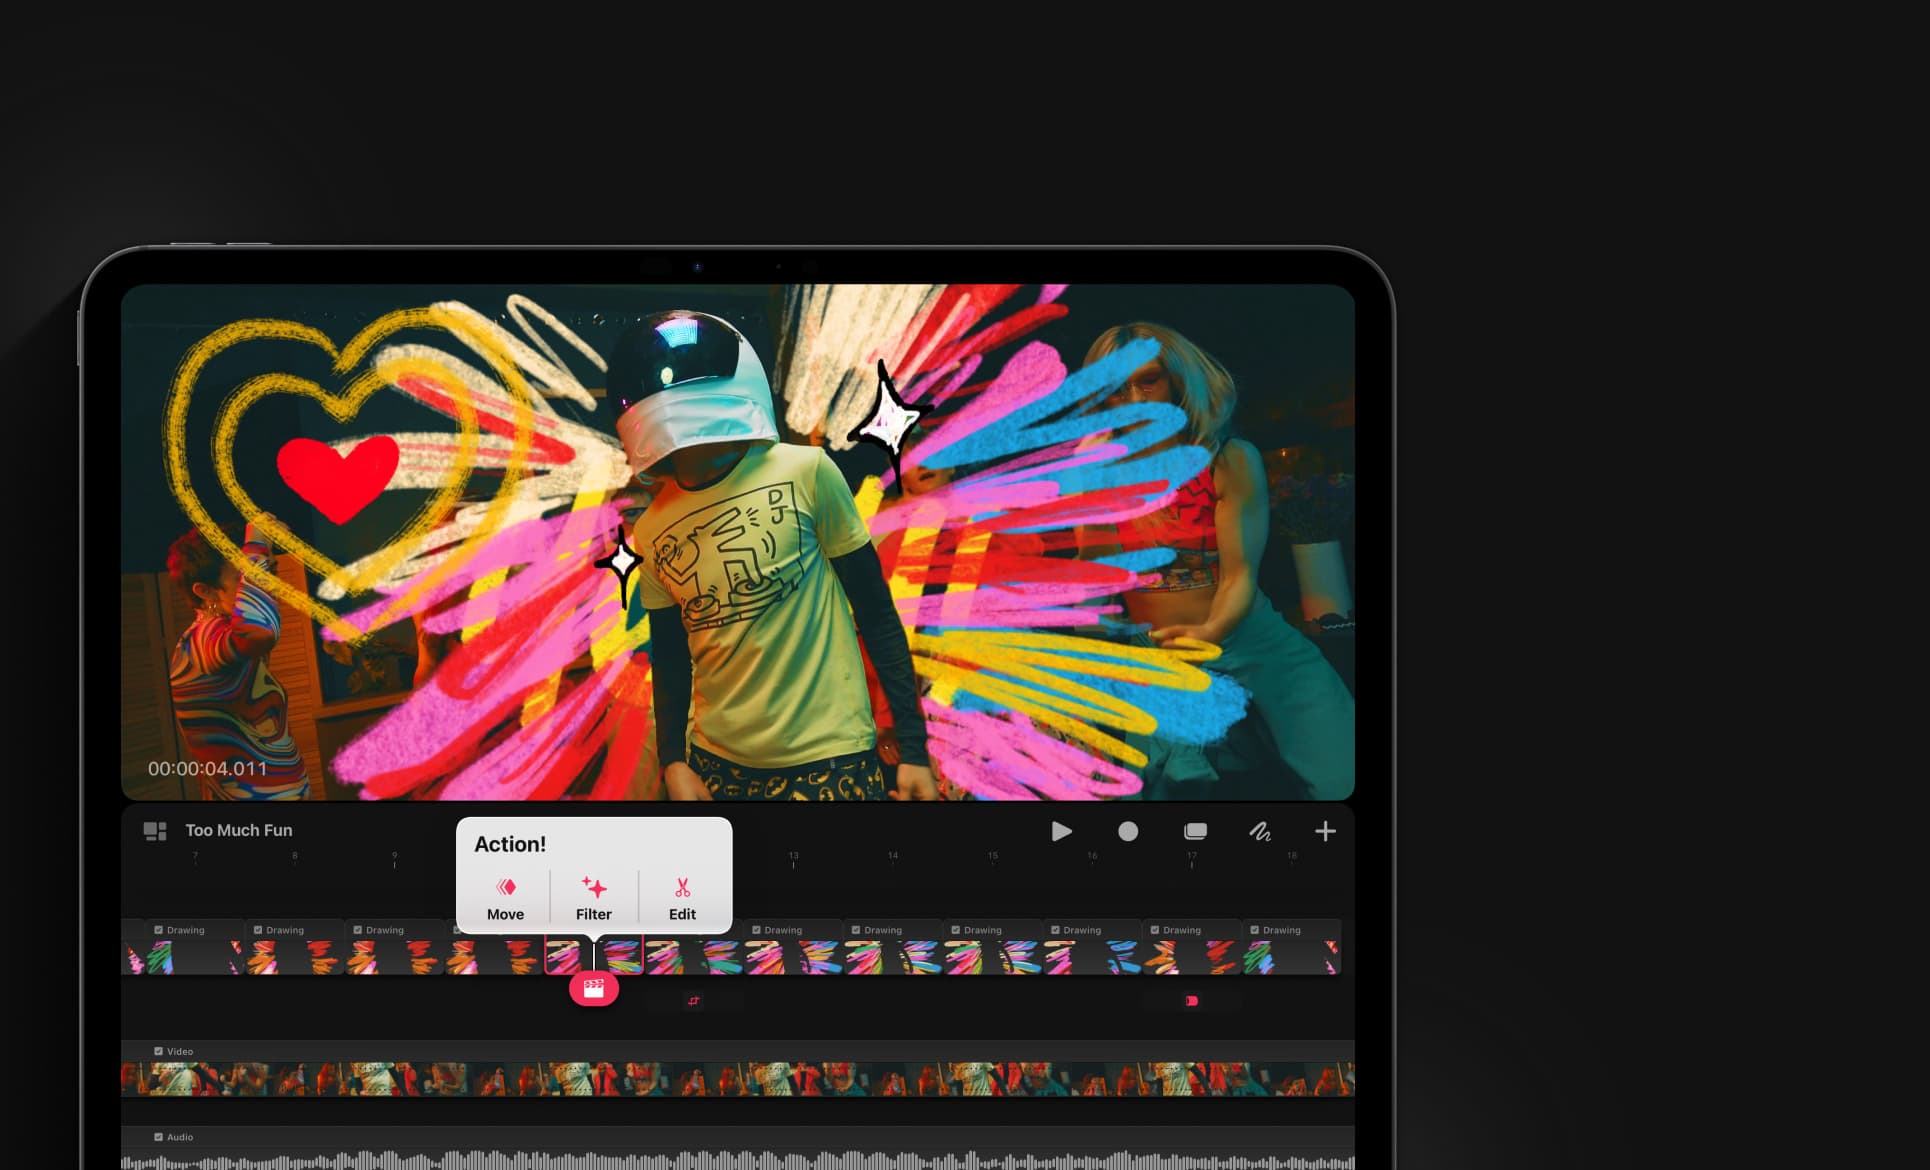 DJ
00:00:04.011
Too Much Fun
Action!
Move Filter Edit
7 8 9 13 14 15 16 17 18
Drawing Drawing Drawing Drawing Drawing Drawing Drawing Drawing Drawing
Video
Audio